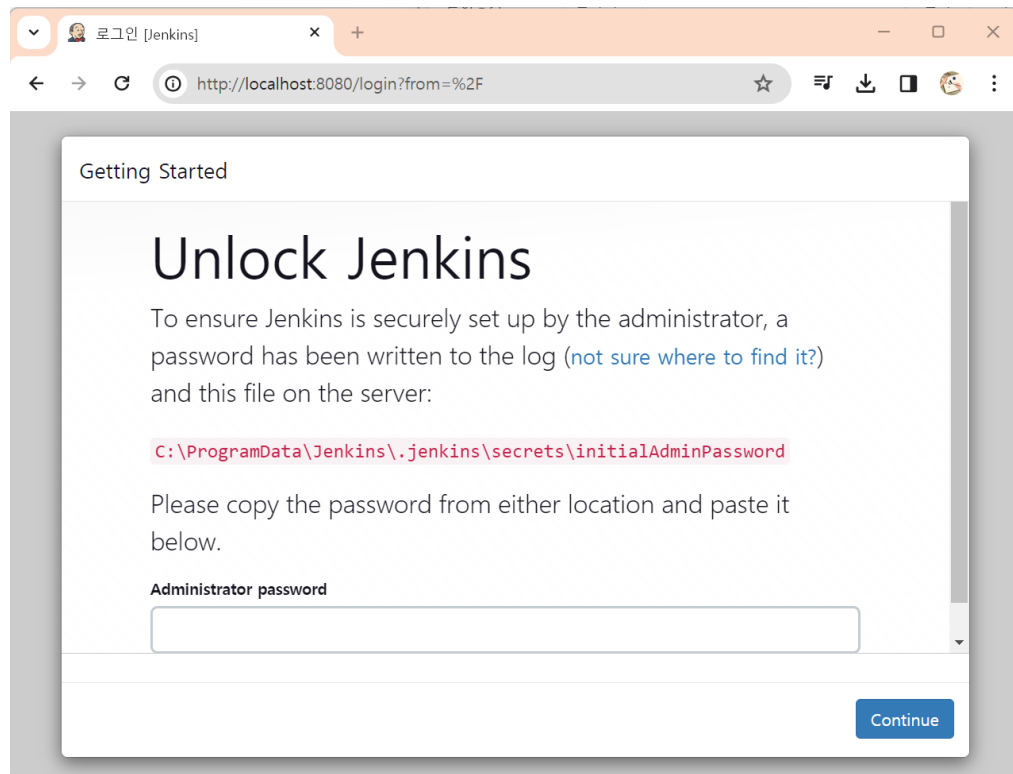 로그인 [Jenkins]
http://localhost:8080/login?from=%2F
Getting Started
Unlock Jenkins
To ensure Jenkins is securely set up by the administrator, a
password has been written to the log (not sure where to find it?)
and this file on the server:
C:\ProgramData\Jenkins\.jenkins\secrets\initialAdminPassword
Please copy the password from either location and paste it
below.
Administrator password
Continue